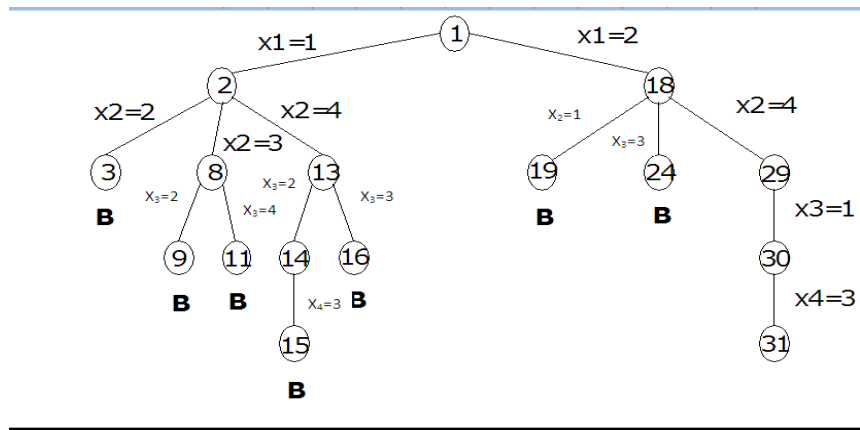 1
x1=1
x1=2
2
18
x2=2
x2=3
x2=4
X₂=1
X₃=3
x2=4
3
8
13
19
24
29
B
X₃=2
X₃=4
X₃=2
X₃=3
B
B
x3=1
9
11
14
16
30
B
B
X₄=3
B
x4=3
15
31
B